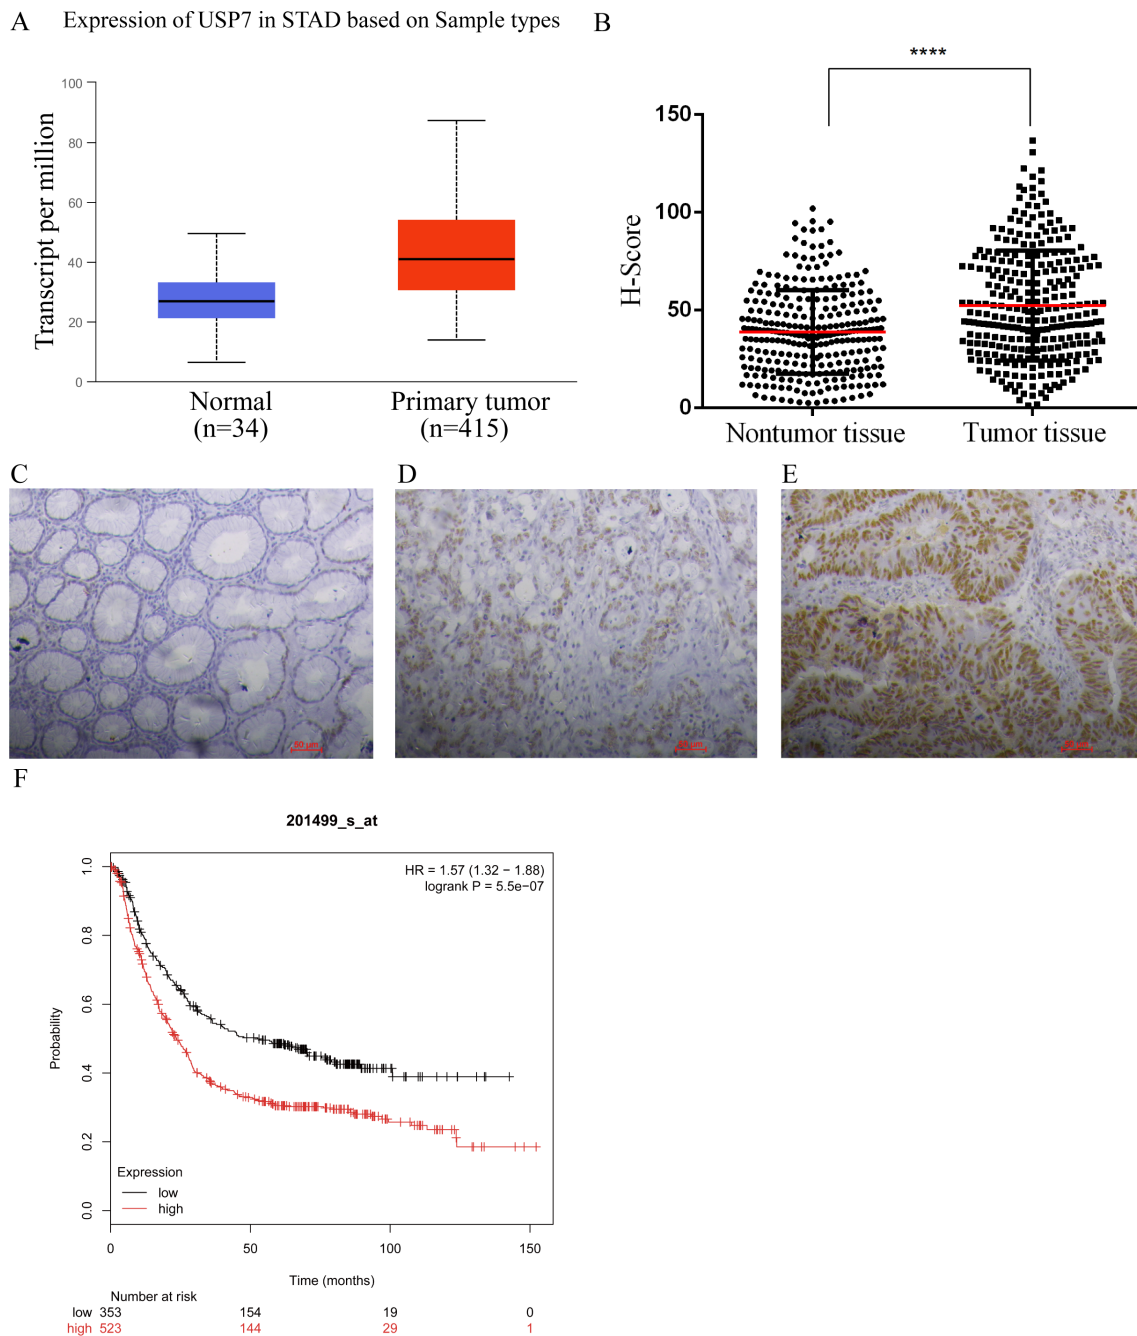 A Expression of USP7 in STAD based on Sample types
Transcript per million
100
80
60
40
20
0
Normal
(n=34)
Primary tumor
(n=415)
B
****
H-Score
150
100
50
0
Nontumor tissue
Tumor tissue
C
D
E
F
201499_s_at
HR = 1.57 (1.32 − 1.88)
logrank P = 5.5e−07
Probability
1.0
0.8
0.6
0.4
0.2
0.0
Expression
low
high
0 50 100 150
Time (months)
Number at risk
low 353 154 19 0
high 523 144 29 1